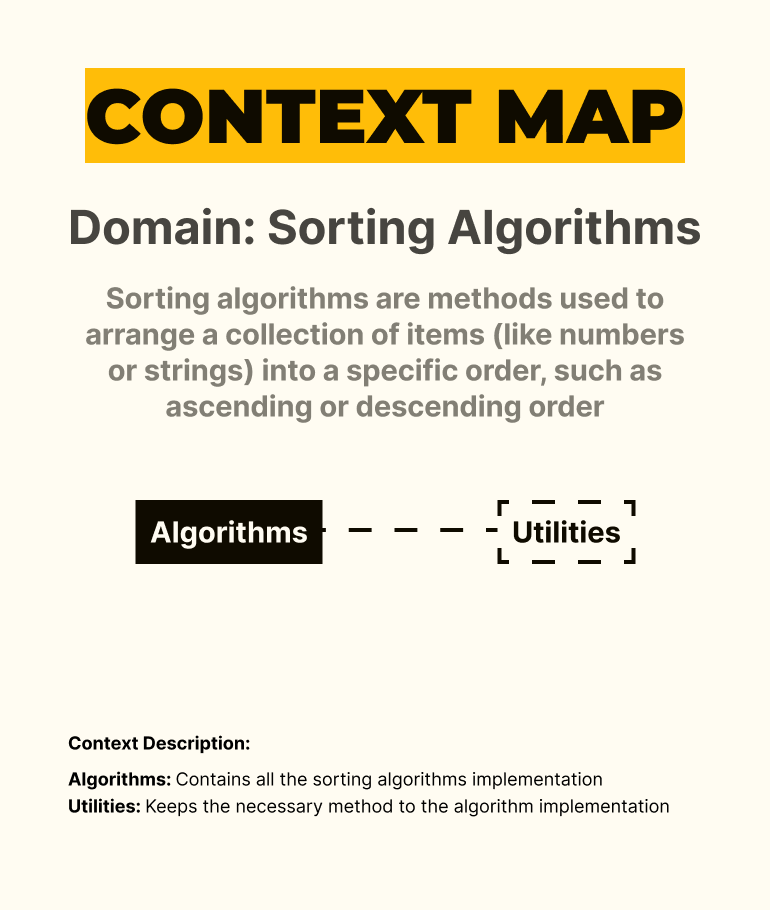 CONTEXT MAP
Domain: Sorting Algorithms
Sorting algorithms are methods used to
arrange a collection of items (like numbers
or strings) into a specific order, such as
ascending or descending order
Algorithms
Utilities
Context Description:
Algorithms: Contains all the sorting algorithms implementation
Utilities: Keeps the necessary method to the algorithm implementation